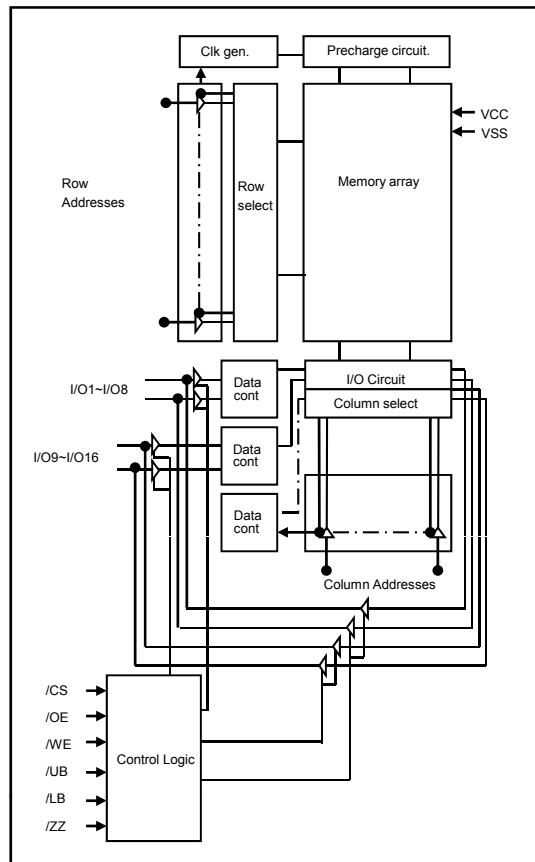 Clk gen.
Precharge circuit.
VCC
VSS
Row
Addresses
Row
select
Memory array
I/O1~I/O8
Data
cont
I/O Circuit
Column select
I/O9~I/O16
Data
cont
Data
cont
Column Addresses
/CS
/OE
/WE
/UB
/LB
/ZZ
Control Logic